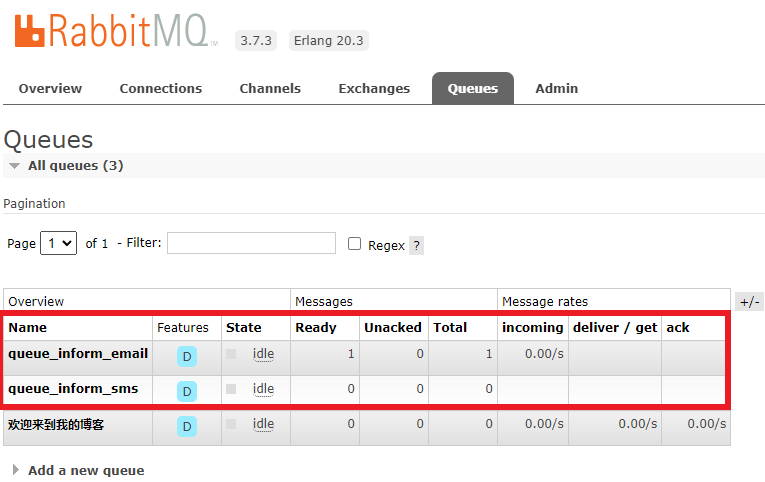 RabbitMQ TM 3.7.3 Erlang 20.3
Overview Connections Channels Exchanges Queues Admin
Queues
All queues (3)
Pagination
Page 1 of 1 - Filter: Regex ?
Overview Messages Message rates +/-
Name Features State Ready Unacked Total incoming deliver / get ack
queue_inform_email D idle 1 0 1 0.00/s
queue_inform_sms D idle 0 0 0
欢迎来到我的博客 D idle 0 0 0 0.00/s 0.00/s 0.00/s
Add a new queue